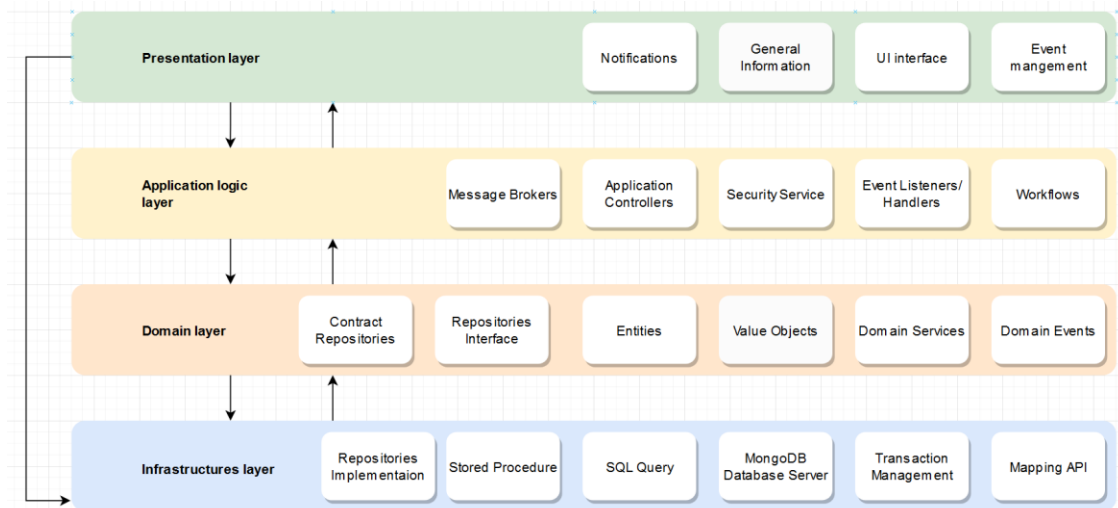 Presentation layer
Notifications
General
Information
UI interface
Event
mangement
Application logic
layer
Message Brokers
Application
Controllers
Security Service
Event Listeners/
Handlers
Workflows
Domain layer
Contract
Repositories
Repositories
Interface
Entities
Value Objects
Domain Services
Domain Events
Infrastructures layer
Repositories
Implementaion
Stored Procedure
SQL Query
MongoDB
Database Server
Transaction
Management
Mapping API